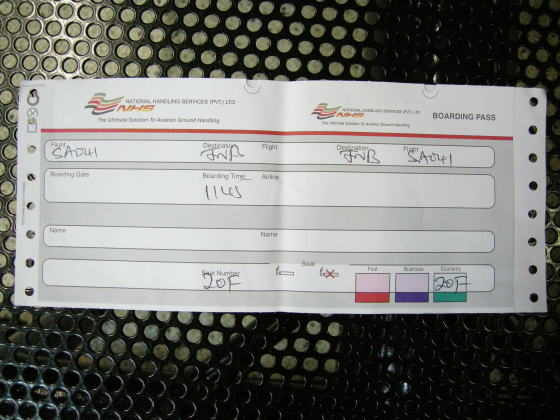 NATIONAL HANDLING SERVICES (PVT.) LTD
NHS
The Ultimate Solution To Aviation Ground Handling
NATIONAL HANDLING SERVICES (PVT.) LTD
NHS
The Ultimate Solution To Aviation Ground Handling
BOARDING PASS
Flight Destination Flight Destination Flight
SA041 JNB JNB SA041
Boarding Gate Boarding Time Airline
1145
Name Name
Seat Number Seat First Business Economy
20F 20F